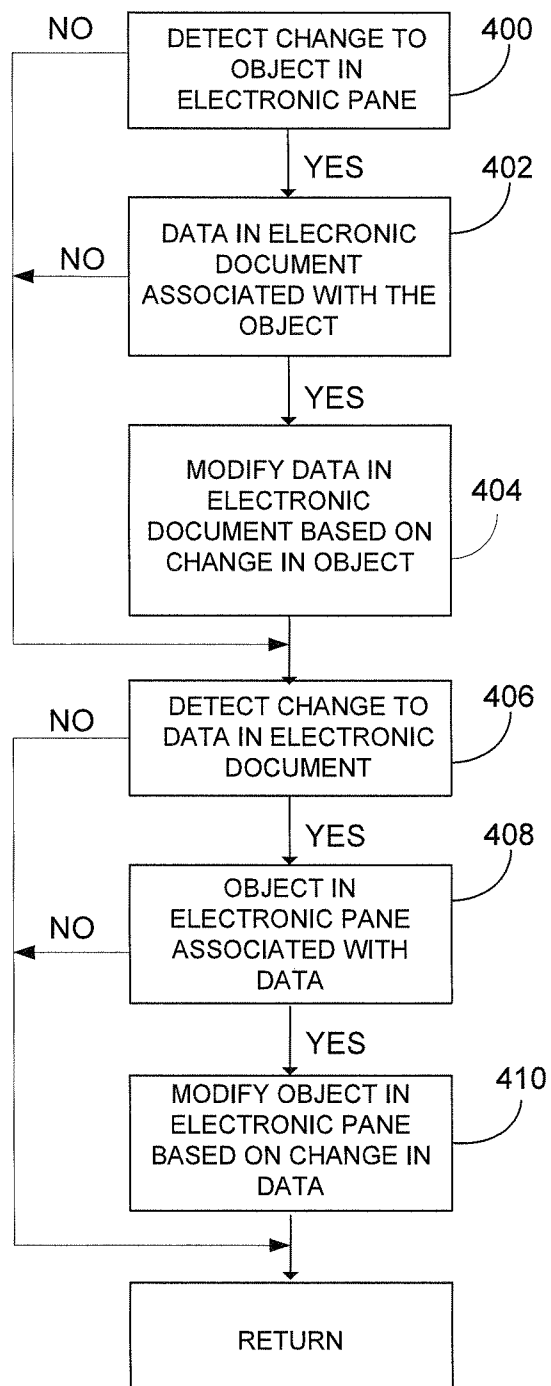 NO
DETECT CHANGE TO
OBJECT IN
ELECTRONIC PANE
400
YES
402
NO
DATA IN ELECRONIC
DOCUMENT
ASSOCIATED WITH THE
OBJECT
YES
MODIFY DATA IN
ELECTRONIC
DOCUMENT BASED ON
CHANGE IN OBJECT
404
NO
DETECT CHANGE TO
DATA IN ELECTRONIC
DOCUMENT
406
YES
408
NO
OBJECT IN
ELECTRONIC PANE
ASSOCIATED WITH
DATA
YES
410
MODIFY OBJECT IN
ELECTRONIC PANE
BASED ON CHANGE IN
DATA
RETURN